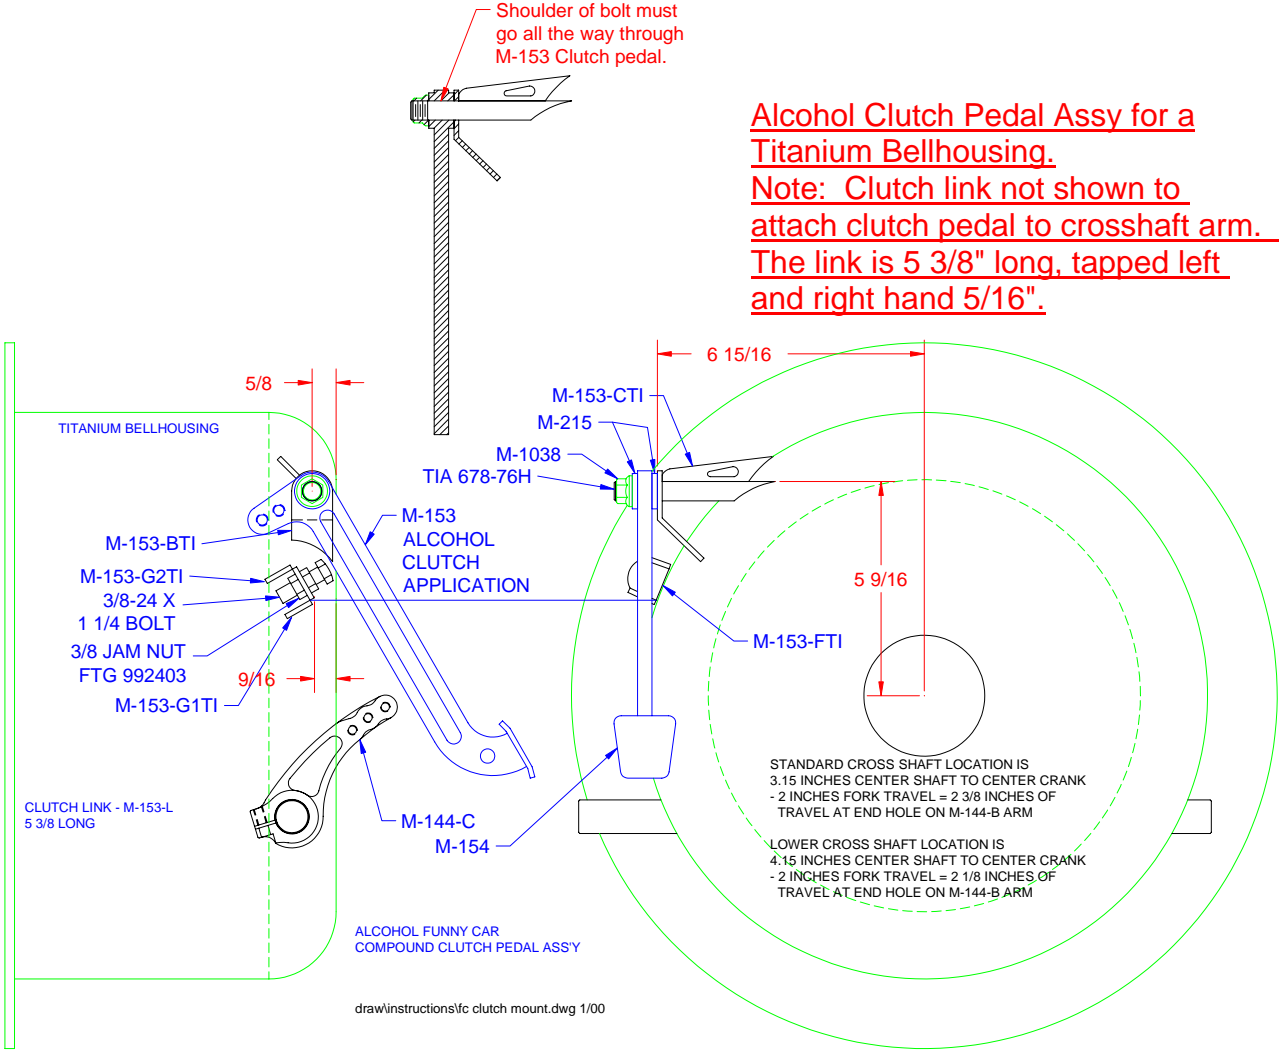 Shoulder of bolt must
go all the way through
M-153 Clutch pedal.
Alcohol Clutch Pedal Assy for a
Titanium Bellhousing.
Note: Clutch link not shown to
attach clutch pedal to crosshaft arm.
The link is 5 3/8" long, tapped left
and right hand 5/16".
6 15/16
5/8
M-153-CTI
M-215
M-1038
TIA 678-76H
TITANIUM BELLHOUSING
M-153
ALCOHOL
CLUTCH
APPLICATION
M-153-BTI
M-153-G2TI
3/8-24 X
1 1/4 BOLT
3/8 JAM NUT
FTG 992403
M-153-G1TI
9/16
5 9/16
M-153-FTI
STANDARD CROSS SHAFT LOCATION IS
3.15 INCHES CENTER SHAFT TO CENTER CRANK
- 2 INCHES FORK TRAVEL = 2 3/8 INCHES OF
TRAVEL AT END HOLE ON M-144-B ARM
LOWER CROSS SHAFT LOCATION IS
4.15 INCHES CENTER SHAFT TO CENTER CRANK
- 2 INCHES FORK TRAVEL = 2 1/8 INCHES OF
TRAVEL AT END HOLE ON M-144-B ARM
CLUTCH LINK - M-153-L
5 3/8 LONG
M-144-C
M-154
ALCOHOL FUNNY CAR
COMPOUND CLUTCH PEDAL ASS'Y
draw\instructions\fc clutch mount.dwg 1/00